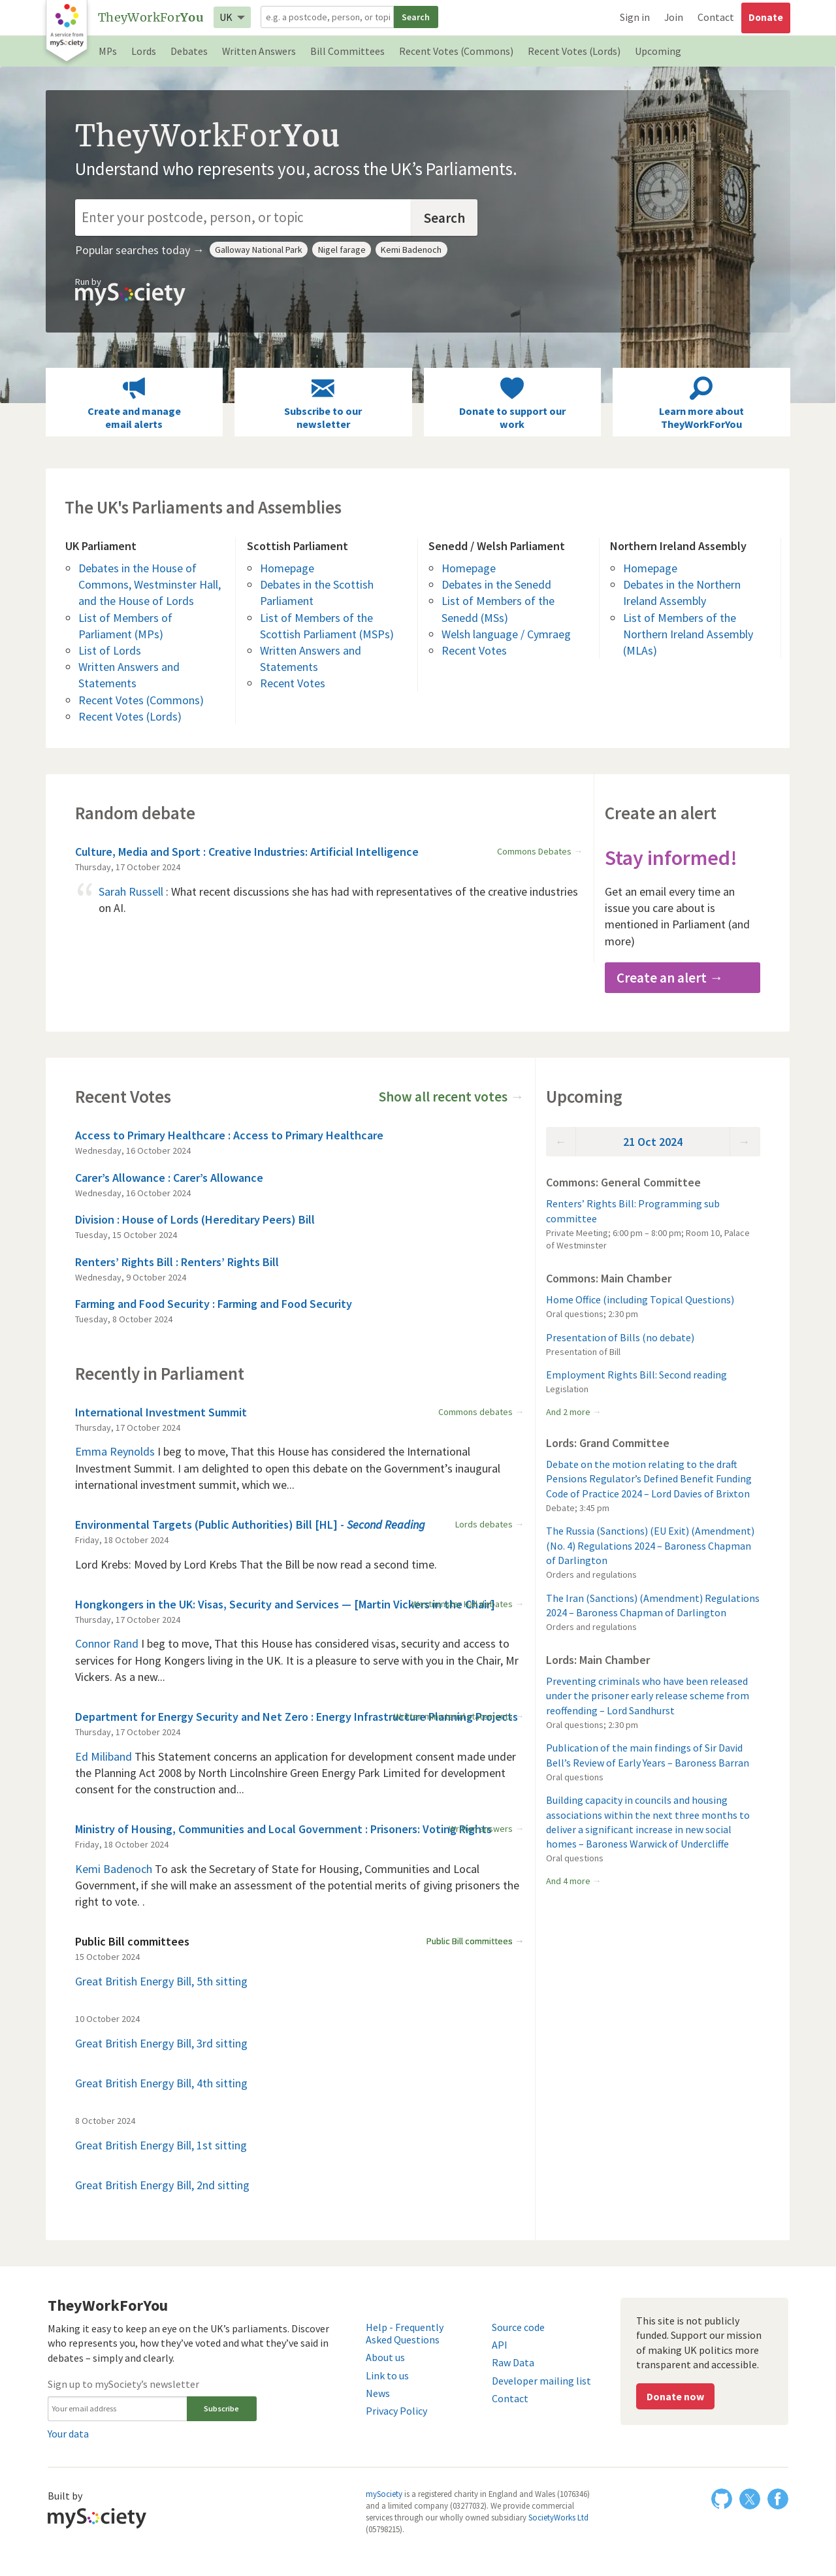 A service from
mySociety
TheyWorkForYou
UK
e.g. a postcode, person, or topi
Search
Sign in
Join
Contact
Donate
MPs
Lords
Debates
Written Answers
Bill Committees
Recent Votes (Commons)
Recent Votes (Lords)
Upcoming
TheyWorkForYou
Understand who represents you, across the UK’s Parliaments.
Enter your postcode, person, or topic
Search
Popular searches today →
Galloway National Park
Nigel farage
Kemi Badenoch
Run by
mySociety
Create and manage
email alerts
Subscribe to our
newsletter
Donate to support our
work
Learn more about
TheyWorkForYou
The UK's Parliaments and Assemblies
UK Parliament
Debates in the House of
Commons, Westminster Hall,
and the House of Lords
List of Members of
Parliament (MPs)
List of Lords
Written Answers and
Statements
Recent Votes (Commons)
Recent Votes (Lords)
Scottish Parliament
Homepage
Debates in the Scottish
Parliament
List of Members of the
Scottish Parliament (MSPs)
Written Answers and
Statements
Recent Votes
Senedd / Welsh Parliament
Homepage
Debates in the Senedd
List of Members of the
Senedd (MSs)
Welsh language / Cymraeg
Recent Votes
Northern Ireland Assembly
Homepage
Debates in the Northern
Ireland Assembly
List of Members of the
Northern Ireland Assembly
(MLAs)
Random debate
Culture, Media and Sport : Creative Industries: Artificial Intelligence
Commons Debates →
Thursday, 17 October 2024
“ Sarah Russell : What recent discussions she has had with representatives of the creative industries
on AI.
Create an alert
Stay informed!
Get an email every time an
issue you care about is
mentioned in Parliament (and
more)
Create an alert →
Recent Votes
Show all recent votes →
Access to Primary Healthcare : Access to Primary Healthcare
Wednesday, 16 October 2024
Carer’s Allowance : Carer’s Allowance
Wednesday, 16 October 2024
Division : House of Lords (Hereditary Peers) Bill
Tuesday, 15 October 2024
Renters’ Rights Bill : Renters’ Rights Bill
Wednesday, 9 October 2024
Farming and Food Security : Farming and Food Security
Tuesday, 8 October 2024
Recently in Parliament
International Investment Summit
Commons debates →
Thursday, 17 October 2024
Emma Reynolds I beg to move, That this House has considered the International
Investment Summit. I am delighted to open this debate on the Government’s inaugural
international investment summit, which we...
Environmental Targets (Public Authorities) Bill [HL] - Second Reading
Lords debates →
Friday, 18 October 2024
Lord Krebs: Moved by Lord Krebs That the Bill be now read a second time.
Hongkongers in the UK: Visas, Security and Services — [Martin Vickers in the Chair]
Thursday, 17 October 2024
Connor Rand I beg to move, That this House has considered visas, security and access to
services for Hong Kongers living in the UK. It is a pleasure to serve with you in the Chair, Mr
Vickers. As a new...
Department for Energy Security and Net Zero : Energy Infrastructure Planning Projects
Thursday, 17 October 2024
Ed Miliband This Statement concerns an application for development consent made under
the Planning Act 2008 by North Lincolnshire Green Energy Park Limited for development
consent for the construction and...
Ministry of Housing, Communities and Local Government : Prisoners: Voting Rights
Friday, 18 October 2024
Kemi Badenoch To ask the Secretary of State for Housing, Communities and Local
Government, if she will make an assessment of the potential merits of giving prisoners the
right to vote. .
Public Bill committees
Public Bill committees →
15 October 2024
Great British Energy Bill, 5th sitting
10 October 2024
Great British Energy Bill, 3rd sitting
Great British Energy Bill, 4th sitting
8 October 2024
Great British Energy Bill, 1st sitting
Great British Energy Bill, 2nd sitting
Upcoming
← 21 Oct 2024 →
Commons: General Committee
Renters’ Rights Bill: Programming sub
committee
Private Meeting; 6:00 pm – 8:00 pm; Room 10, Palace
of Westminster
Commons: Main Chamber
Home Office (including Topical Questions)
Oral questions; 2:30 pm
Presentation of Bills (no debate)
Presentation of Bill
Employment Rights Bill: Second reading
Legislation
And 2 more →
Lords: Grand Committee
Debate on the motion relating to the draft
Pensions Regulator’s Defined Benefit Funding
Code of Practice 2024 – Lord Davies of Brixton
Debate; 3:45 pm
The Russia (Sanctions) (EU Exit) (Amendment)
(No. 4) Regulations 2024 – Baroness Chapman
of Darlington
Orders and regulations
The Iran (Sanctions) (Amendment) Regulations
2024 – Baroness Chapman of Darlington
Orders and regulations
Lords: Main Chamber
Preventing criminals who have been released
under the prisoner early release scheme from
reoffending – Lord Sandhurst
Oral questions; 2:30 pm
Publication of the main findings of Sir David
Bell’s Review of Early Years – Baroness Barran
Oral questions
Building capacity in councils and housing
associations within the next three months to
deliver a significant increase in new social
homes – Baroness Warwick of Undercliffe
Oral questions
And 4 more →
TheyWorkForYou
Making it easy to keep an eye on the UK’s parliaments. Discover
who represents you, how they’ve voted and what they’ve said in
debates – simply and clearly.
Sign up to mySociety’s newsletter
Your email address
Subscribe
Your data
Help - Frequently
Asked Questions
About us
Link to us
News
Privacy Policy
Source code
API
Raw Data
Developer mailing list
Contact
This site is not publicly
funded. Support our mission
of making UK politics more
transparent and accessible.
Donate now
Built by
mySociety
mySociety is a registered charity in England and Wales (1076346)
and a limited company (03277032). We provide commercial
services through our wholly owned subsidiary SocietyWorks Ltd
(05798215).